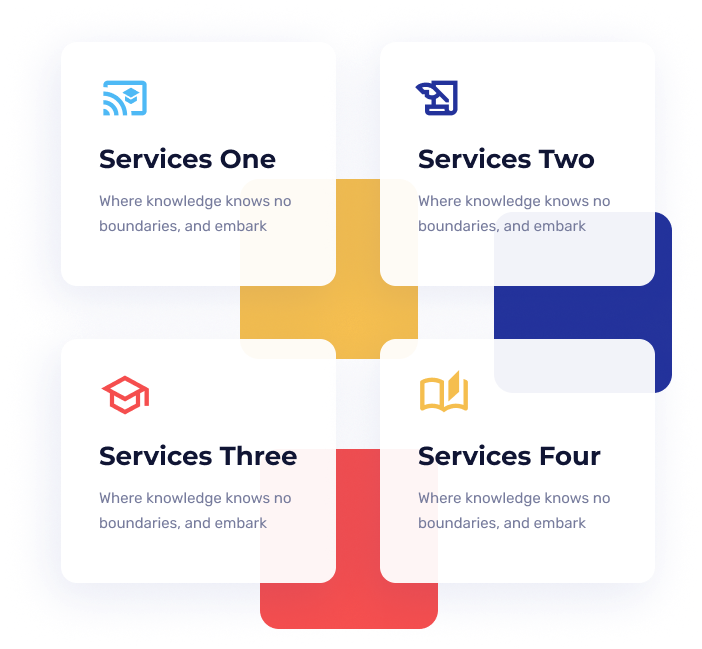 Services One
Where knowledge knows no
boundaries, and embark
Services Two
Where knowledge knows no
boundaries, and embark
Services Three
Where knowledge knows no
boundaries, and embark
Services Four
Where knowledge knows no
boundaries, and embark